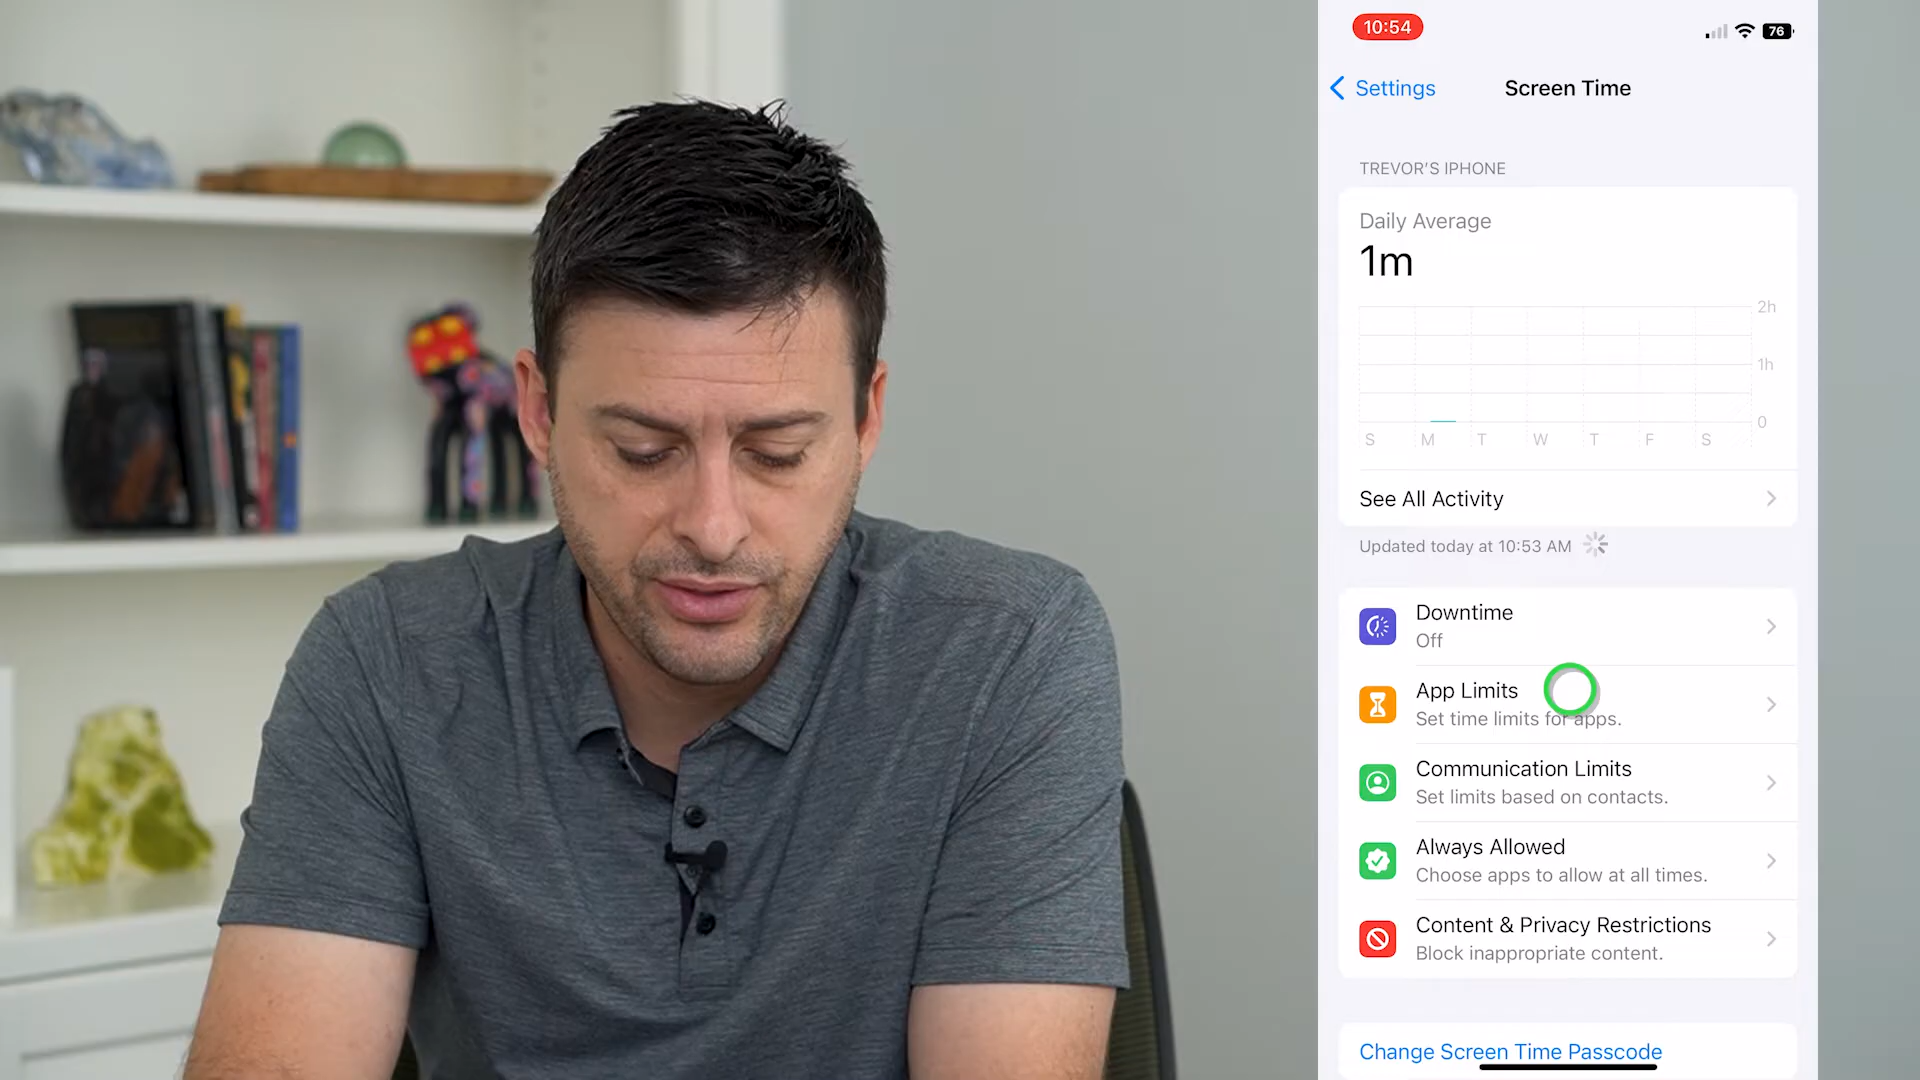 10:54
76
Settings
Screen Time
TREVOR'S IPHONE
Daily Average
1m
2h
1h
0
S M T W T F S
See All Activity
Updated today at 10:53 AM
Downtime
Off
App Limits
Set time limits for apps.
Communication Limits
Set limits based on contacts.
Always Allowed
Choose apps to allow at all times.
Content & Privacy Restrictions
Block inappropriate content.
Change Screen Time Passcode